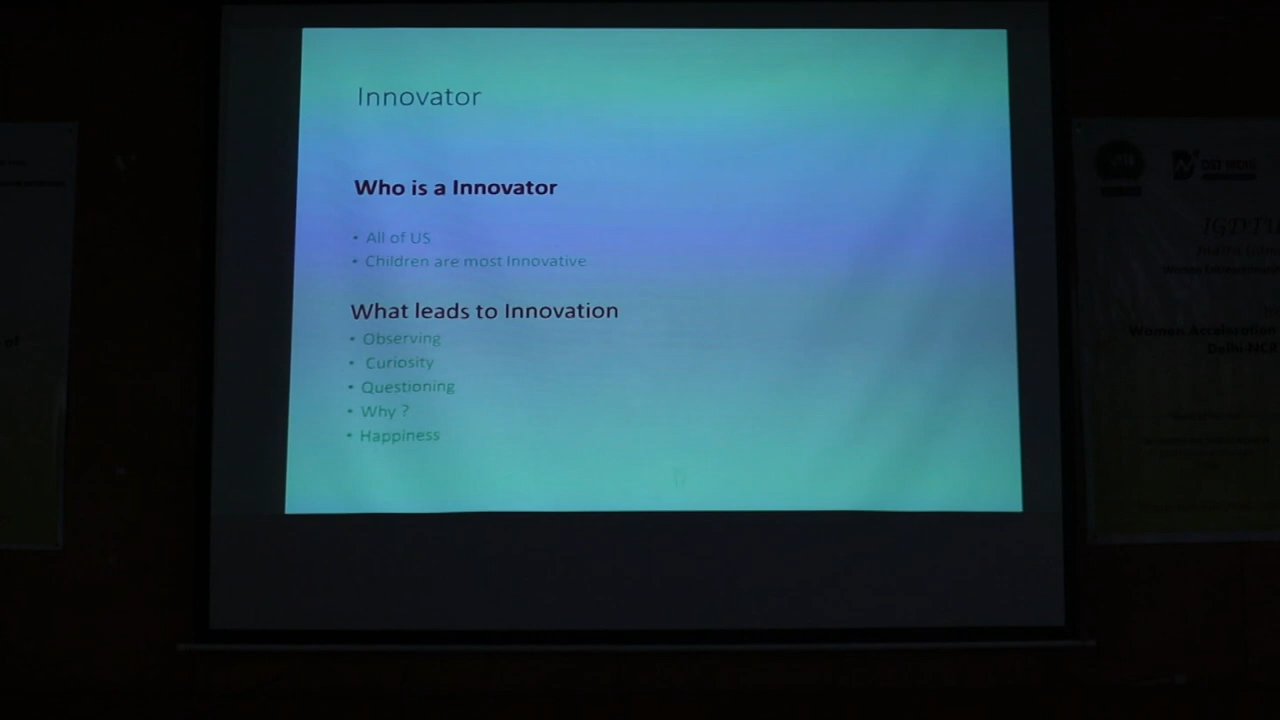 Innovator
Who is a Innovator
• All of US
• Children are most Innovative
What leads to Innovation
• Observing
• Curiosity
• Questioning
• Why ?
• Happiness
of
Women Acceleration
Delhi-NCR